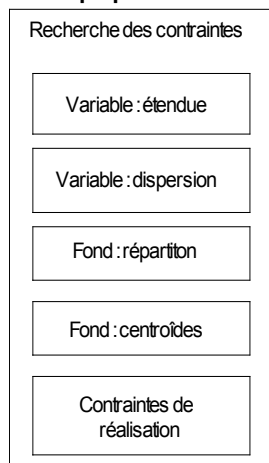 Recherche des contraintes
Variable : étendue
Variable : dispersion
Fond : répartiton
Fond : centroîdes
Contraintes de
réalisation